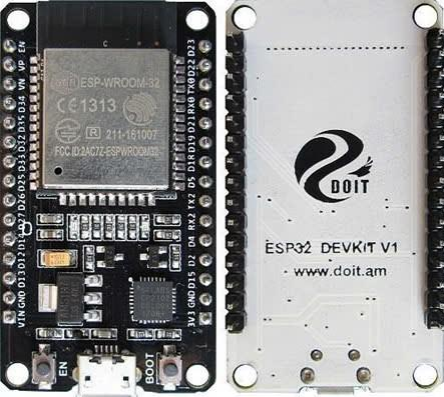 EN
VP
VN
D34
D35
D32
D33
D25
D26
D27
D14
D12
D13
GND
VIN
ESP-WROOM-32
CE1313
R 211-161007
FCC ID:2AC7Z-ESPWROOM32
D23
D22
TX0
RX0
D21
D19
D18
D5
TX2
RX2
D4
D2
D15
GND
3V3
EN
BOOT
DOIT
ESP32 DEVKIT V1
www.doit.am